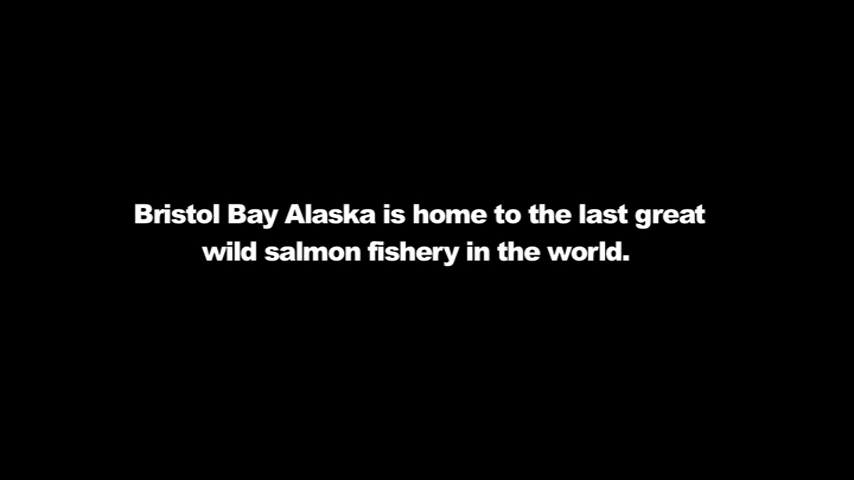 Bristol Bay Alaska is home to the last great
wild salmon fishery in the world.